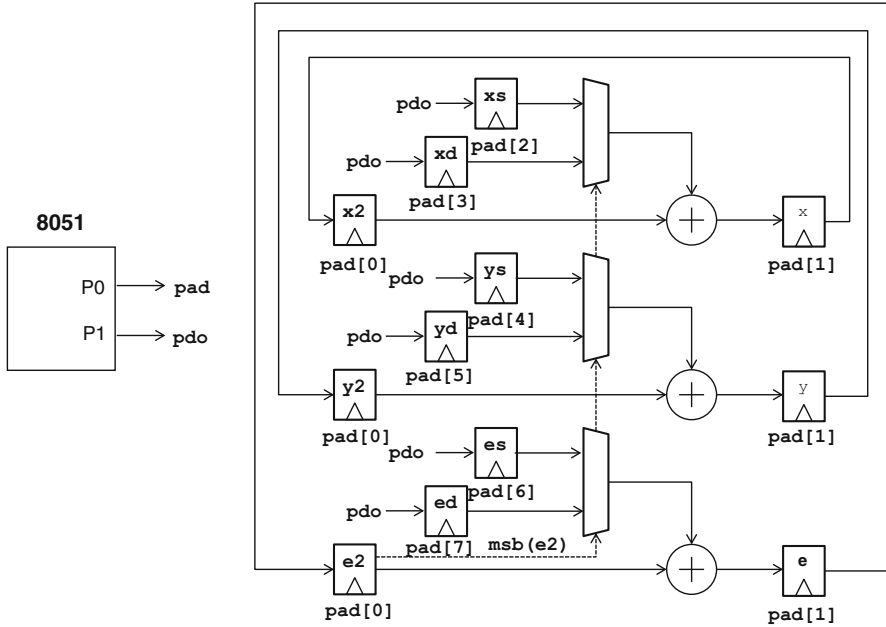 8051
P0
pad
P1
pdo
pdo
xs
pad[2]
pdo
xd
pad[3]
x2
pad[0]
x
pad[1]
pdo
ys
pad[4]
pdo
yd
pad[5]
y2
pad[0]
y
pad[1]
pdo
es
pad[6]
pdo
ed
pad[7]
msb(e2)
e2
pad[0]
e
pad[1]